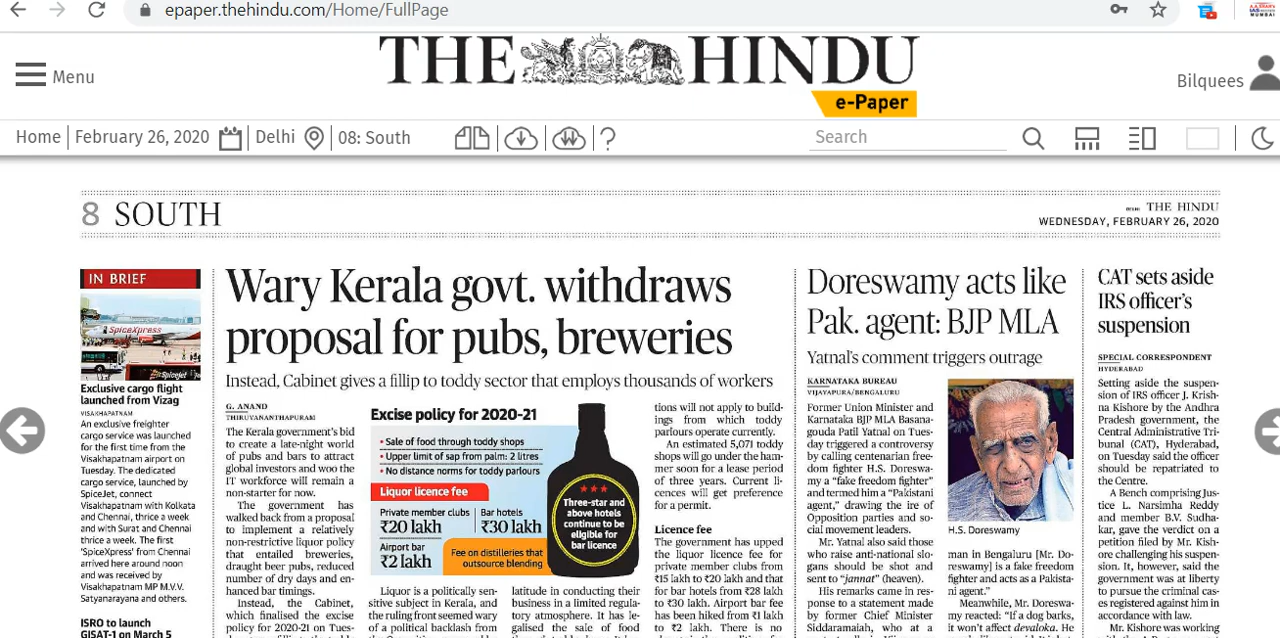 epaper.thehindu.com/Home/FullPage
Menu
THE HINDU
e-Paper
Bilquees
Home | February 26, 2020
Delhi
08: South
?
Search
8 SOUTH
THE HINDU
WEDNESDAY, FEBRUARY 26, 2020
IN BRIEF
SpiceXpress
SpiceJet
Exclusive cargo flight
launched from Vizag
VISAKHAPATNAM
An exclusive freighter
cargo service was launched
for the first time from the
Visakhapatnam airport on
Tuesday. The dedicated
cargo service, launched by
SpiceJet, connect
Visakhapatnam with Kolkata
and Chennai, thrice a week
and with Surat and Chennai
thrice a week. The first
'SpiceXpress' from Chennai
arrived here around noon
and was received by
Visakhapatnam MP M.V.V.
Satyanarayana and others.
ISRO to launch
GISAT-1 on March 5
Wary Kerala govt. withdraws
proposal for pubs, breweries
Instead, Cabinet gives a fillip to toddy sector that employs thousands of workers
G. ANAND
THIRUVANANTHAPURAM
The Kerala government's bid
to create a late-night world
of pubs and bars to attract
global investors and woo the
IT workforce will remain a
non-starter for now.
The government has
walked back from a proposal
to implement a relatively
non-restrictive liquor policy
that entailed breweries,
draught beer pubs, reduced
number of dry days and en-
hanced bar timings.
Instead, the Cabinet,
which finalised the excise
policy for 2020-21 on Tues-
Excise policy for 2020-21
• Sale of food through toddy shops
• Upper limit of sap from palm: 2 litres
• No distance norms for toddy parlours
Liquor licence fee
Private member clubs
₹20 lakh
Bar hotels
₹30 lakh
Airport bar
₹2 lakh
Fee on distilleries that
outsource blending
★★★
Three-star and
above hotels
continue to be
eligible for
bar licence
Liquor is a politically sen-
sitive subject in Kerala, and
the ruling front seemed wary
of a political backlash from
latitude in conducting their
business in a limited regula-
tory atmosphere. It has le-
galised the sale of food
tions will not apply to build-
ings from which toddy
parlours operate currently.
An estimated 5,071 toddy
shops will go under the ham-
mer soon for a lease period
of three years. Current li-
cences will get preference
for a permit.
Licence fee
The government has upped
the liquor licence fee for
private member clubs from
₹15 lakh to ₹20 lakh and that
for bar hotels from ₹28 lakh
to ₹30 lakh. Airport bar fee
has been hiked from ₹1 lakh
to ₹2 lakh. There is no
Doreswamy acts like
Pak. agent: BJP MLA
Yatnal's comment triggers outrage
KARNATAKA BUREAU
VIJAYAPURA/BENGALURU
Former Union Minister and
Karnataka BJP MLA Basana-
gouda Patil Yatnal on Tues-
day triggered a controversy
by calling centenarian free-
dom fighter H.S. Doreswa-
my a "fake freedom fighter"
and termed him a "Pakistani
agent," drawing the ire of
Opposition parties and so-
cial movement leaders.
Mr. Yatnal also said those
who raise anti-national slo-
gans should be shot and
sent to "jannat" (heaven).
His remarks came in res-
ponse to a statement made
by former Chief Minister
Siddaramaiah, who at a
H.S. Doreswamy
man in Bengaluru [Mr. Do-
reswamy] is a fake freedom
fighter and acts as a Pakista-
ni agent."
Meanwhile, Mr. Doreswa-
my reacted: "If a dog barks,
it won't affect devaloka. He
CAT sets aside
IRS officer's
suspension
SPECIAL CORRESPONDENT
HYDERABAD
Setting aside the suspen-
sion of IRS officer J. Krish-
na Kishore by the Andhra
Pradesh government, the
Central Administrative Tri-
bunal (CAT), Hyderabad,
on Tuesday said the officer
should be repatriated to
the Centre.
A Bench comprising Jus-
tice L. Narsimha Reddy
and member B.V. Sudha-
kar, gave the verdict on a
petition filed by Mr. Kish-
ore challenging his suspen-
sion. It, however, said the
government was at liberty
to pursue the criminal cas-
es registered against him in
accordance with law.
Mr. Kishore was working